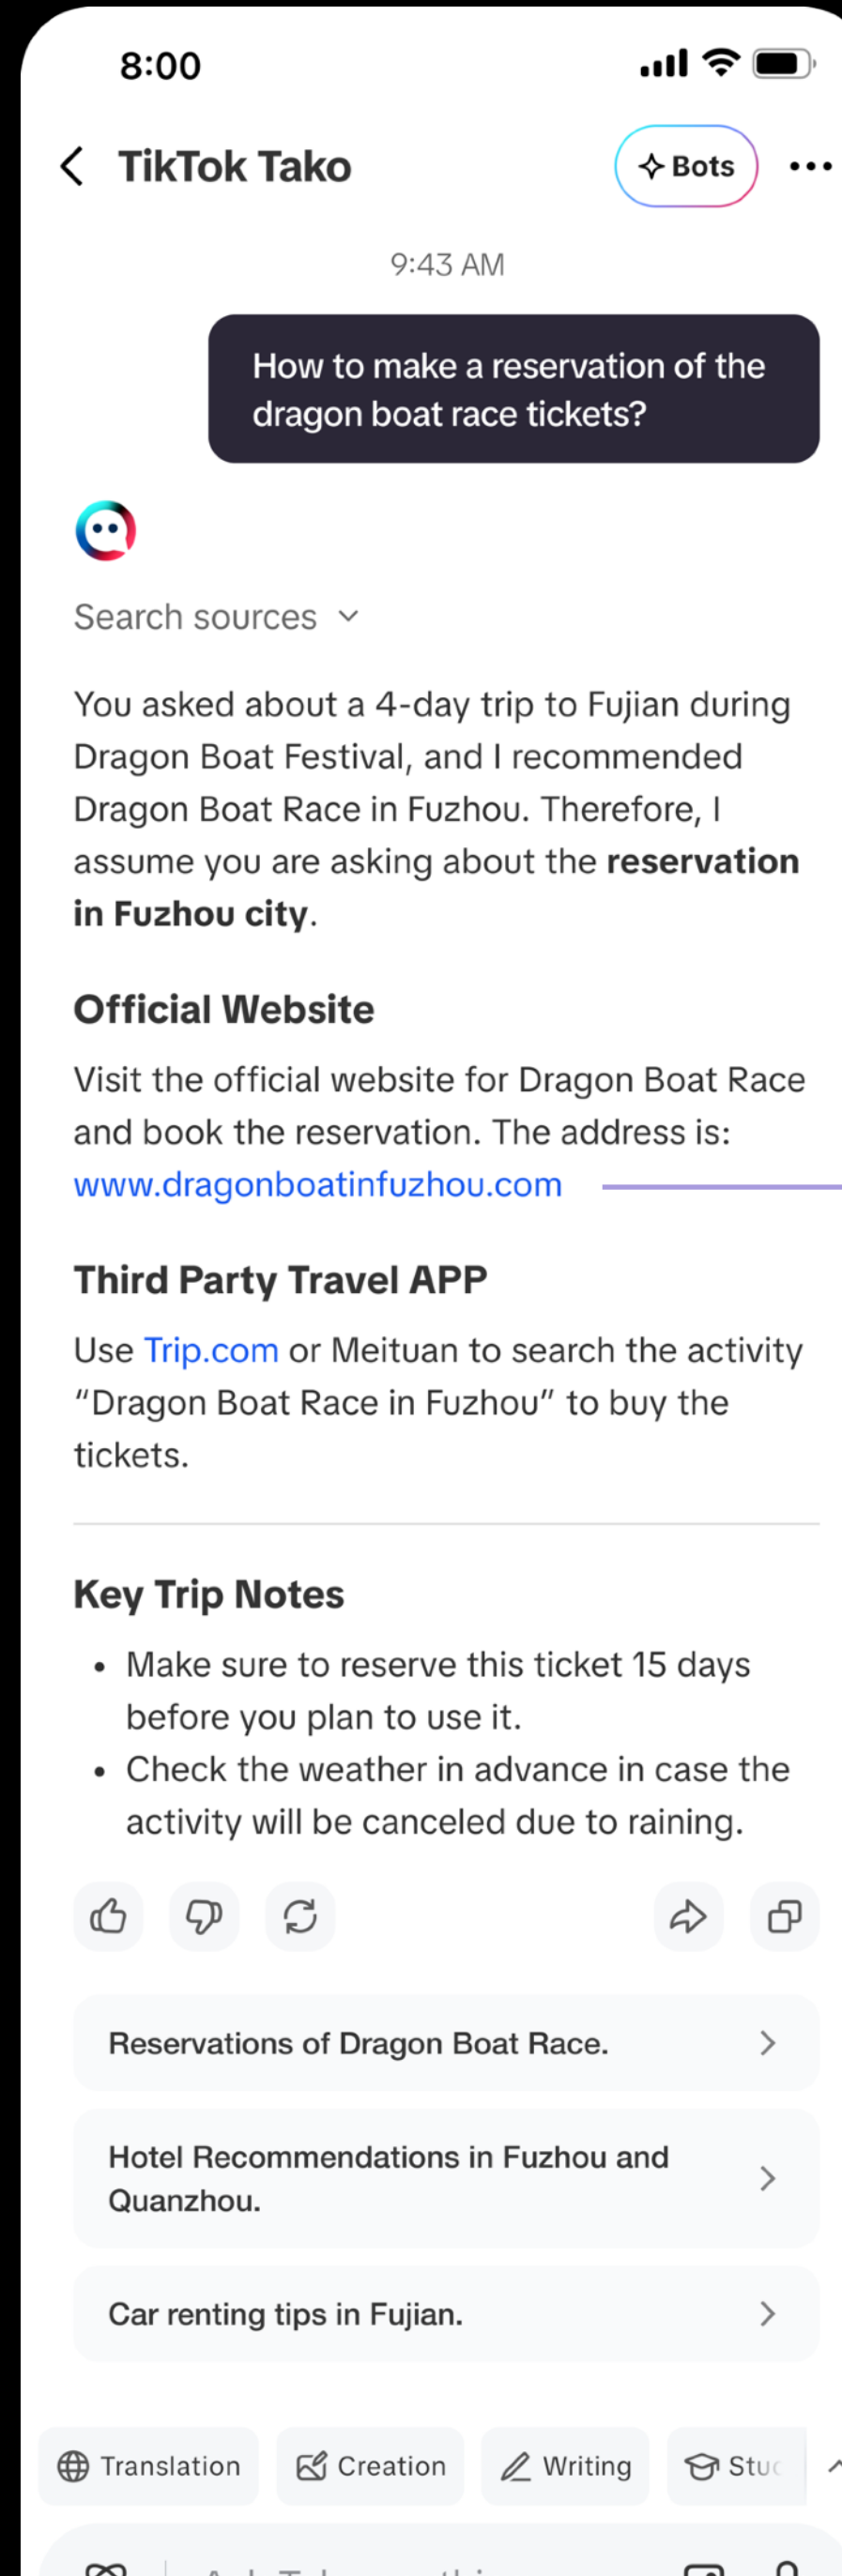 8:00
TikTok Tako
Bots
9:43 AM
How to make a reservation of the
dragon boat race tickets?
Search sources
You asked about a 4-day trip to Fujian during
Dragon Boat Festival, and I recommended
Dragon Boat Race in Fuzhou. Therefore, I
assume you are asking about the reservation
in Fuzhou city.
Official Website
Visit the official website for Dragon Boat Race
and book the reservation. The address is:
www.dragonboatinfuzhou.com
Third Party Travel APP
Use Trip.com or Meituan to search the activity
“Dragon Boat Race in Fuzhou” to buy the
tickets.
Key Trip Notes
• Make sure to reserve this ticket 15 days
before you plan to use it.
• Check the weather in advance in case the
activity will be canceled due to raining.
Reservations of Dragon Boat Race.
Hotel Recommendations in Fuzhou and
Quanzhou.
Car renting tips in Fujian.
Translation
Creation
Writing